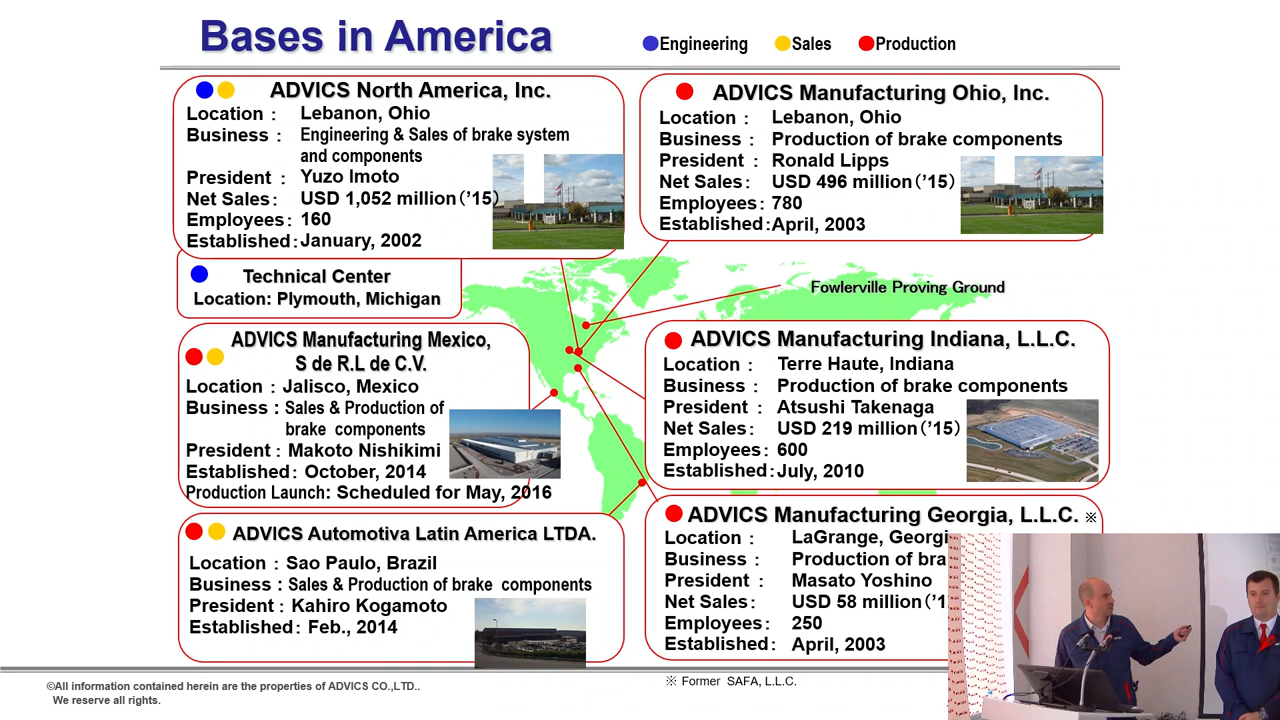 Bases in America
Engineering Sales Production
ADVICS North America, Inc.
Location : Lebanon, Ohio
Business : Engineering & Sales of brake system
and components
President : Yuzo Imoto
Net Sales : USD 1,052 million ('15)
Employees : 160
Established : January, 2002
ADVICS Manufacturing Ohio, Inc.
Location : Lebanon, Ohio
Business : Production of brake components
President : Ronald Lipps
Net Sales : USD 496 million ('15)
Employees : 780
Established : April, 2003
Technical Center
Location: Plymouth, Michigan
Fowlerville Proving Ground
ADVICS Manufacturing Mexico,
S de R.L de C.V.
Location : Jalisco, Mexico
Business : Sales & Production of
brake components
President : Makoto Nishikimi
Established : October, 2014
Production Launch: Scheduled for May, 2016
ADVICS Manufacturing Indiana, L.L.C.
Location : Terre Haute, Indiana
Business : Production of brake components
President : Atsushi Takenaga
Net Sales : USD 219 million ('15)
Employees : 600
Established : July, 2010
ADVICS Automotiva Latin America LTDA.
Location : Sao Paulo, Brazil
Business : Sales & Production of brake components
President : Kahiro Kogamoto
Established : Feb., 2014
ADVICS Manufacturing Georgia, L.L.C. ※
Location : LaGrange, Georgi
Business : Production of bra
President : Masato Yoshino
Net Sales : USD 58 million ('1
Employees : 250
Established : April, 2003
※ Former SAFA, L.L.C.
©All information contained herein are the properties of ADVICS CO.,LTD..
We reserve all rights.